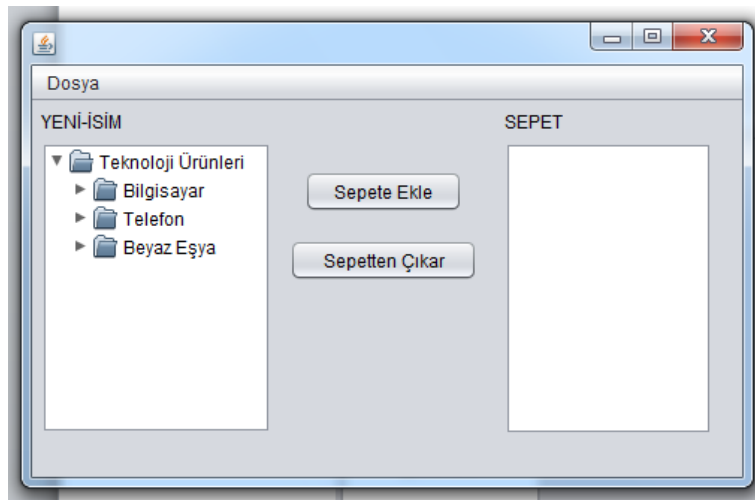 Dosya
YENİ-İSİM
SEPET
Teknoloji Ürünleri
Bilgisayar
Telefon
Beyaz Eşya
Sepete Ekle
Sepetten Çıkar